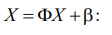 X = ΦX + β: